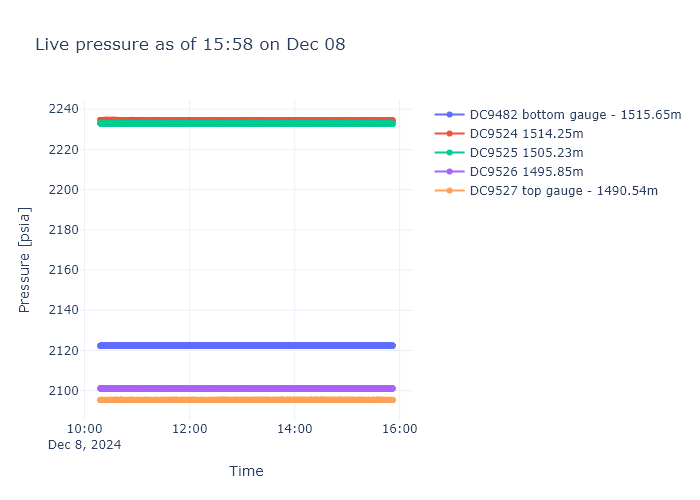 Live pressure as of 15:58 on Dec 08
DC9482 bottom gauge - 1515.65m
DC9524 1514.25m
DC9525 1505.23m
DC9526 1495.85m
DC9527 top gauge - 1490.54m
Pressure [psia]
2240
2220
2200
2180
2160
2140
2120
2100
10:00
12:00
14:00
16:00
Dec 8, 2024
Time